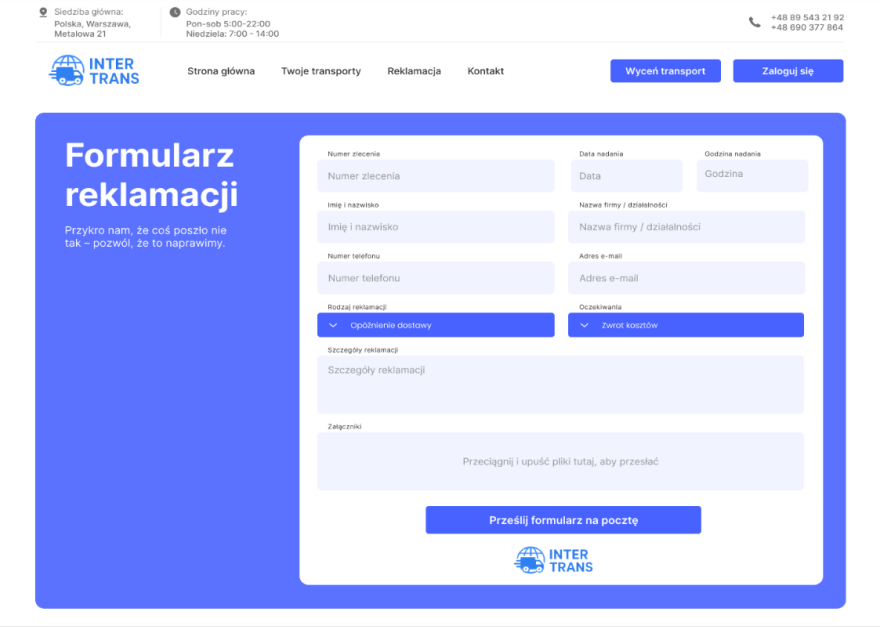 Siedziba główna:
Polska, Warszawa,
Metalowa 21
Godziny pracy:
Pon-sob 5:00-22:00
Niedziela: 7:00 - 14:00
+48 89 543 21 92
+48 690 377 864
INTER
TRANS
Strona główna
Twoje transporty
Reklamacja
Kontakt
Wyceń transport
Zaloguj się
Formularz
reklamacji
Przykro nam, że coś poszło nie
tak – pozwól, że to naprawimy.
Numer zlecenia
Data nadania
Godzina nadania
Numer zlecenia
Data
Godzina
Imię i nazwisko
Nazwa firmy / działalności
Imię i nazwisko
Nazwa firmy / działalności
Numer telefonu
Adres e-mail
Numer telefonu
Adres e-mail
Rodzaj reklamacji
Oczekiwania
Opóźnienie dostawy
Zwrot kosztów
Szczegóły reklamacji
Szczegóły reklamacji
Załączniki
Przeciągnij i upuść pliki tutaj, aby przesłać
Prześlij formularz na pocztę
INTER
TRANS